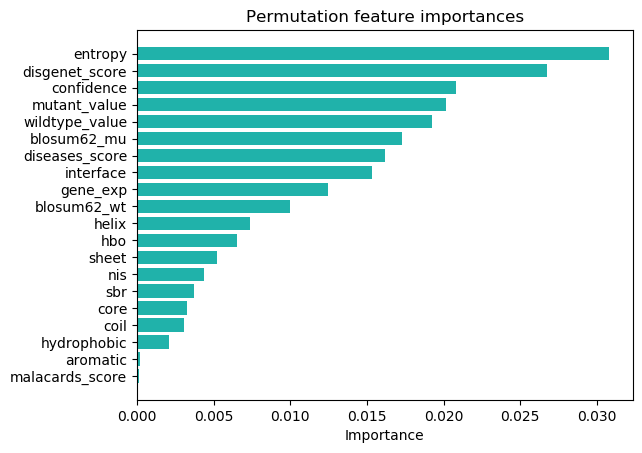 Permutation feature importances
entropy
disgenet_score
confidence
mutant_value
wildtype_value
blosum62_mu
diseases_score
interface
gene_exp
blosum62_wt
helix
hbo
sheet
nis
sbr
core
coil
hydrophobic
aromatic
malacards_score
0.000 0.005 0.010 0.015 0.020 0.025 0.030
Importance